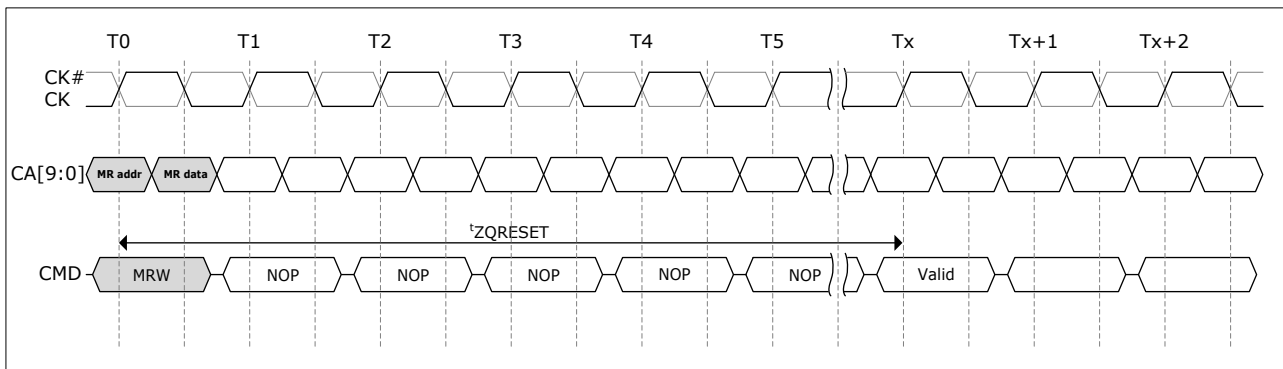 T0 T1 T2 T3 T4 T5 Tx Tx+1 Tx+2
CK#
CK
CA[9:0] MR addr MR data
tZQRESET
CMD MRW NOP NOP NOP NOP NOP Valid